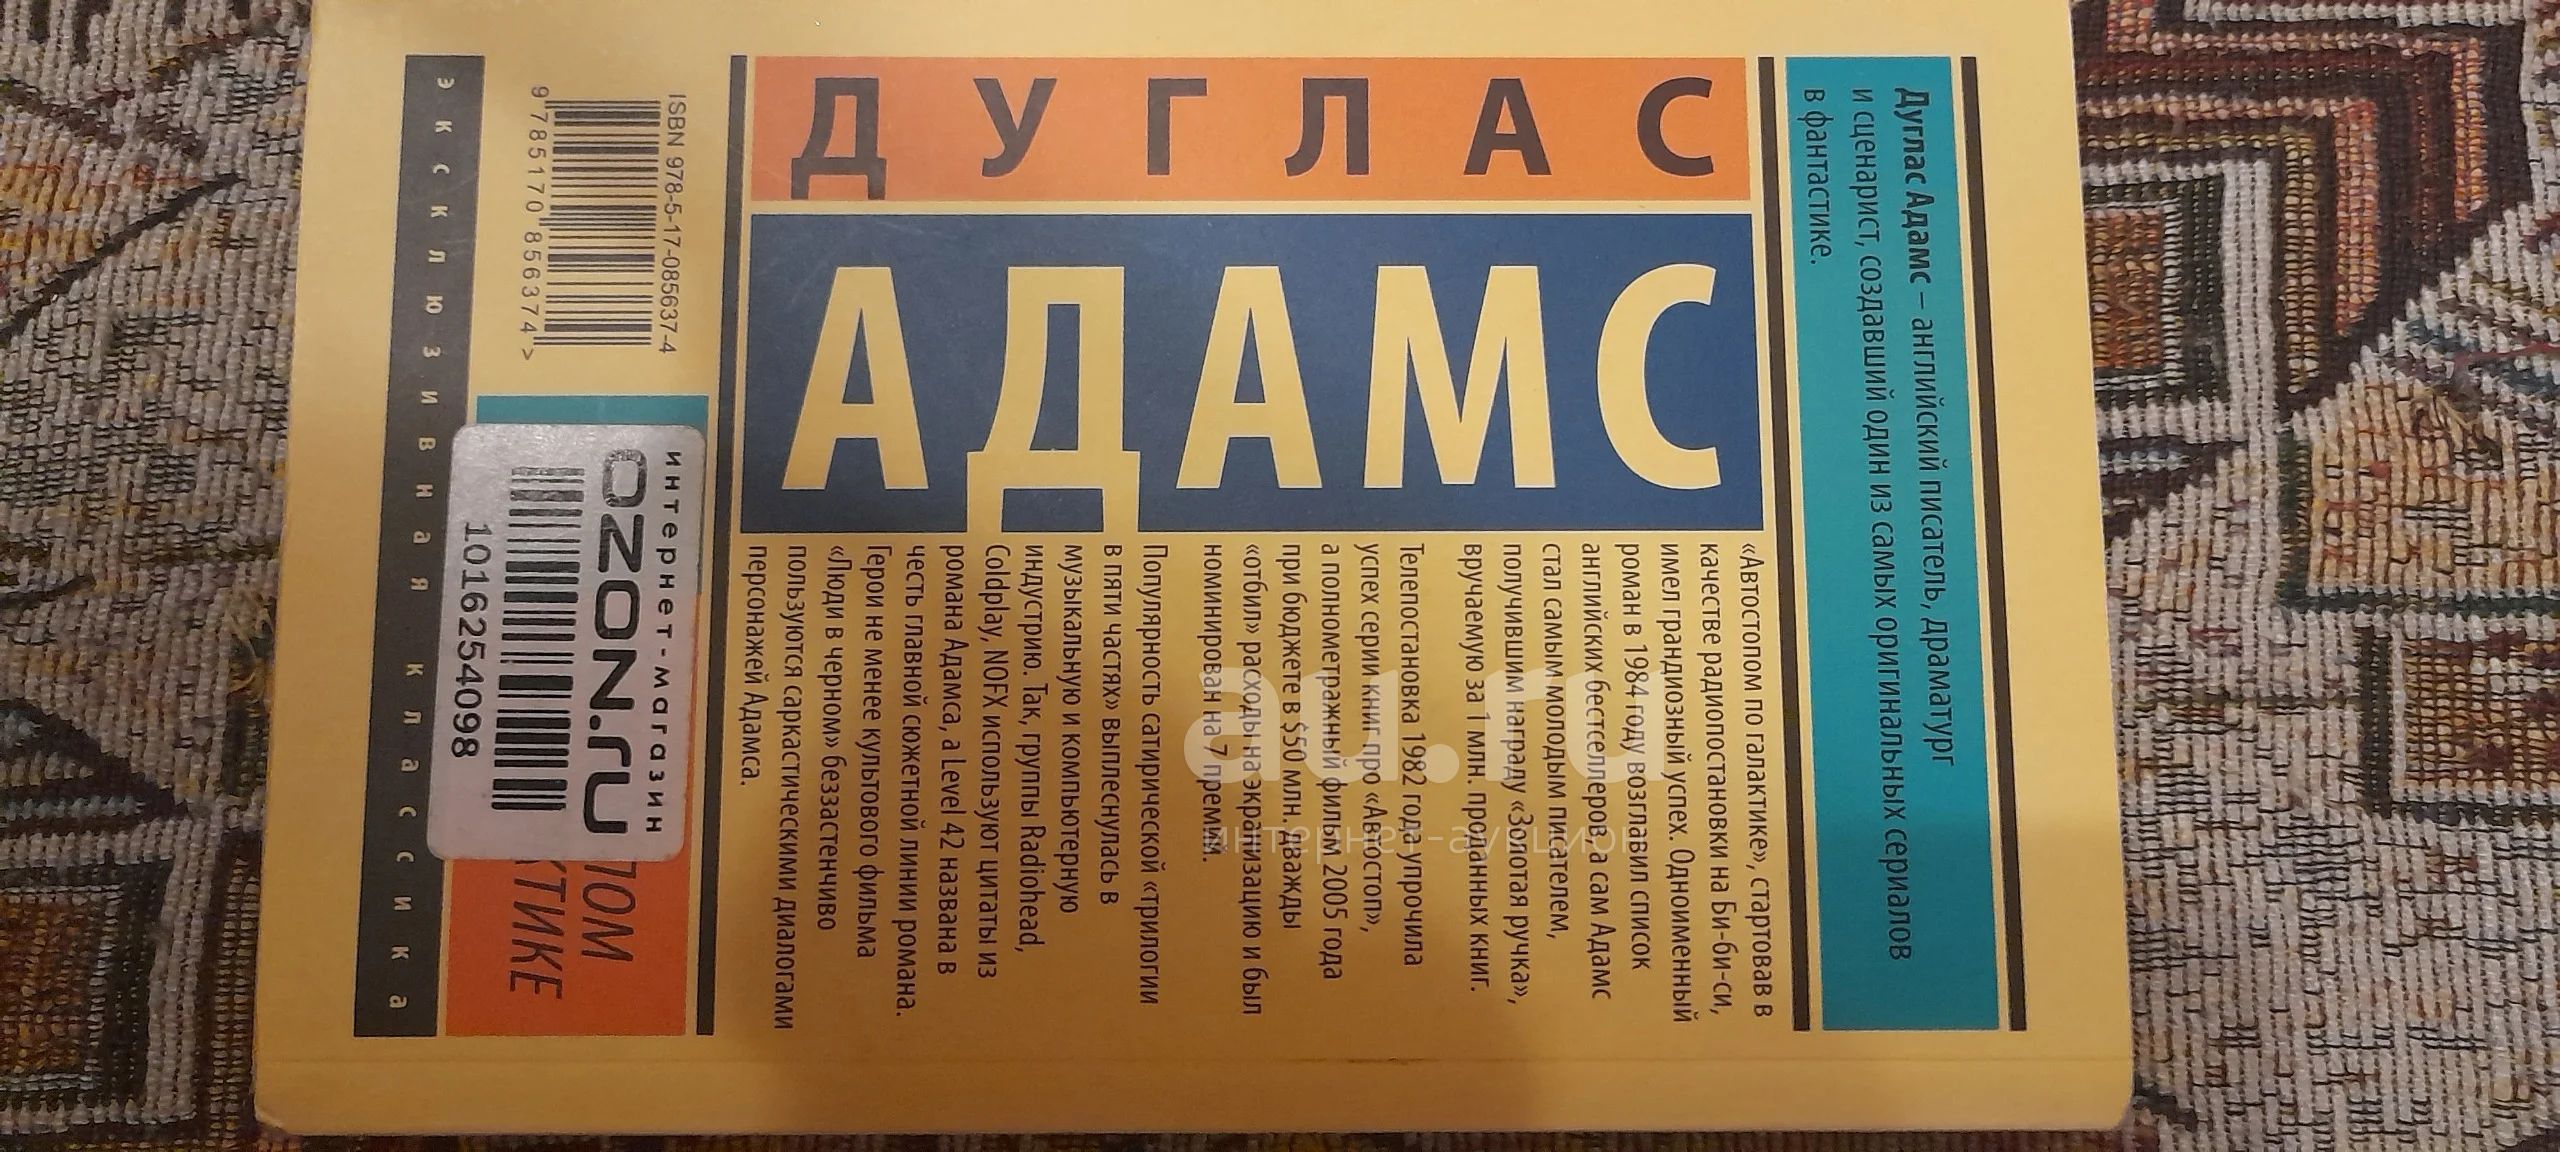 Дуглас Адамс – английский писатель, драматург
и сценарист, создавший один из самых оригинальных сериалов
в фантастике.
ДУГЛАС
АДАМС
«Автостопом по галактике», стартовав в
качестве радиопостановки на Би-би-си,
имел грандиозный успех. Одноименный
роман в 1984 году возглавил список
английских бестселлеров, а сам Адамс
стал самым молодым писателем,
получившим награду «Золотая ручка»,
вручаемую за 1 млн. проданных книг.
Телепостановка 1982 года упрочила
успех серии книг про «Автостоп»,
а полнометражный фильм 2005 года
при бюджете в $50 млн. дважды
«отбил» расходы на экранизацию и был
номинирован на 7 премий.
Популярность сатирической «трилогии
в пяти частях» выплеснулась в
музыкальную и компьютерную
индустрию. Так, группы Radiohead,
Coldplay, NOFX используют цитаты из
романа Адамса, а Level 42 названа в
честь главной сюжетной линии романа.
Герои не менее культового фильма
«Люди в черном» беззастенчиво
пользуются саркастическими диалогами
персонажей Адамса.
ISBN 978-5-17-085637-4
9 785170 856374 >
интернет-магазин
OZON.ru
1016254098
ПОМ
КТИКЕ
эксклюзивная классика
au.ru
интернет-аукцион